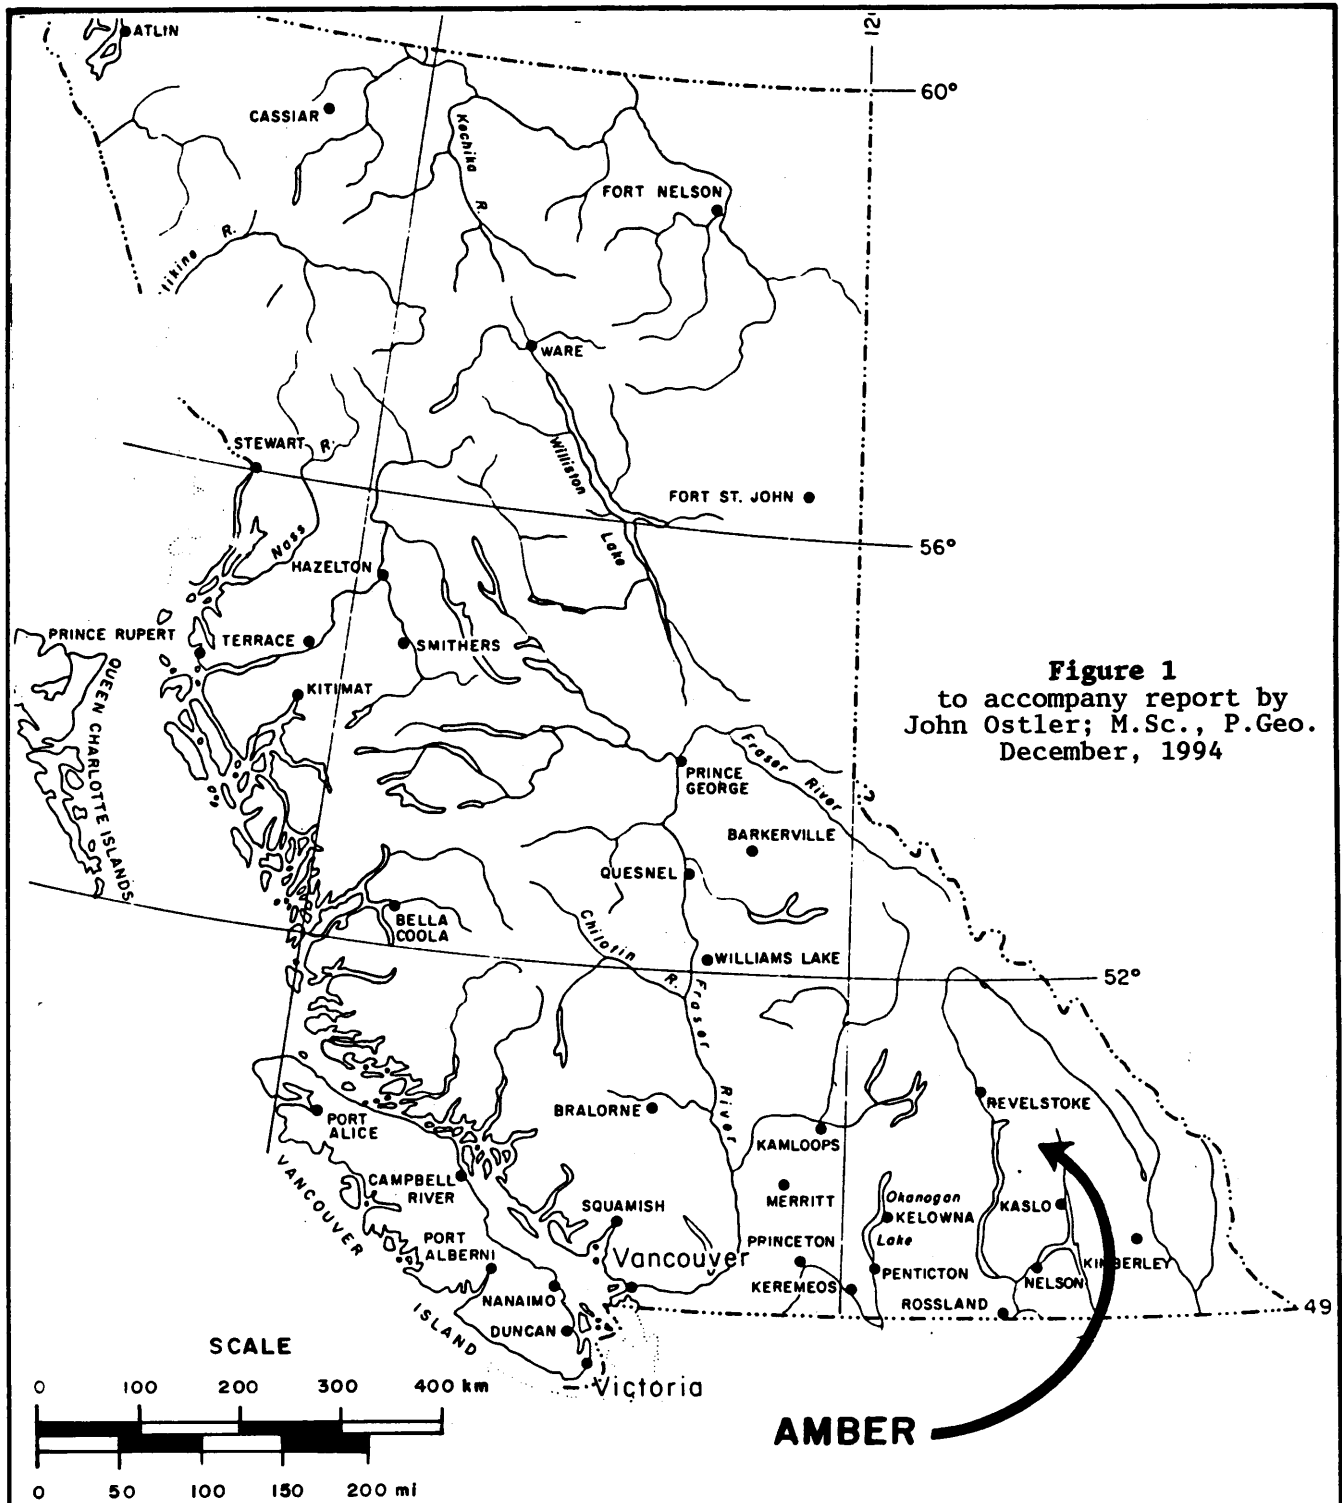 ATLIN
12
60°
CASSIAR
Kechika
R.
FORT NELSON
R.
WARE
STEWART
R.
Williston
FORT ST. JOHN
Nass
56°
Lake
HAZELTON
PRINCE RUPERT
TERRACE
SMITHERS
KITIMAT
QUEEN CHARLOTTE ISLANDS
Figure 1
to accompany report by
John Ostler; M.Sc., P.Geo.
December, 1994
Fraser River
PRINCE
GEORGE
BARKERVILLE
QUESNEL
BELLA
COOLA
Chilotin
R.
WILLIAMS LAKE
52°
Fraser
River
PORT
ALICE
BRALORNE
REVELSTOKE
KAMLOOPS
VANCOUVER
ISLAND
CAMPBELL
RIVER
MERRITT
Okanogan
Lake
KELOWNA
KASLO
SQUAMISH
PORT
ALBERNI
Vancouver
PRINCETON
KIMBERLEY
PENTICTON
NELSON
KEREMEOS
NANAIMO
ROSSLAND
49
DUNCAN
Victoria
SCALE
0 100 200 300 400 km
0 50 100 150 200 mi
AMBER